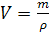 V = m/ρ